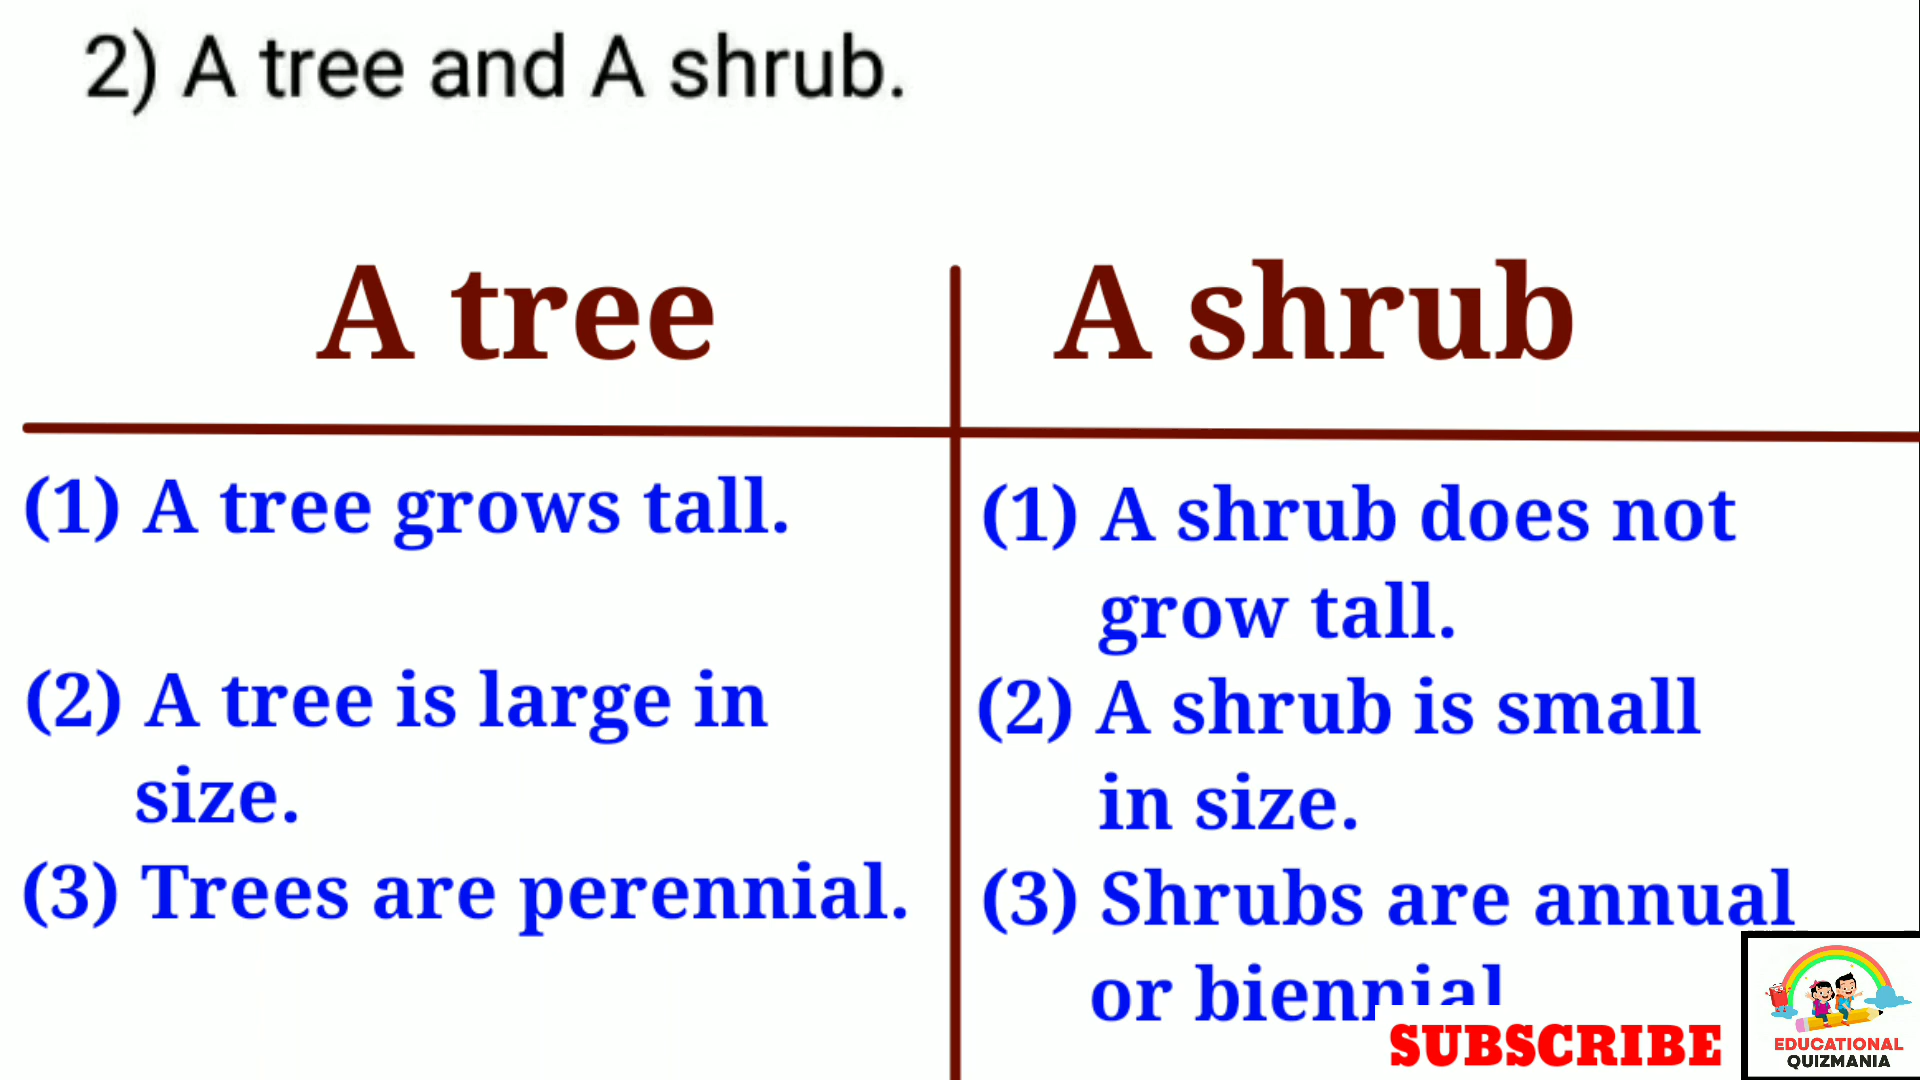 2) A tree and A shrub.
A tree
A shrub
(1) A tree grows tall.
(2) A tree is large in
size.
(3) Trees are perennial.
(1) A shrub does not
grow tall.
(2) A shrub is small
in size.
(3) Shrubs are annual
or biennial
SUBSCRIBE
EDUCATIONAL
QUIZMANIA